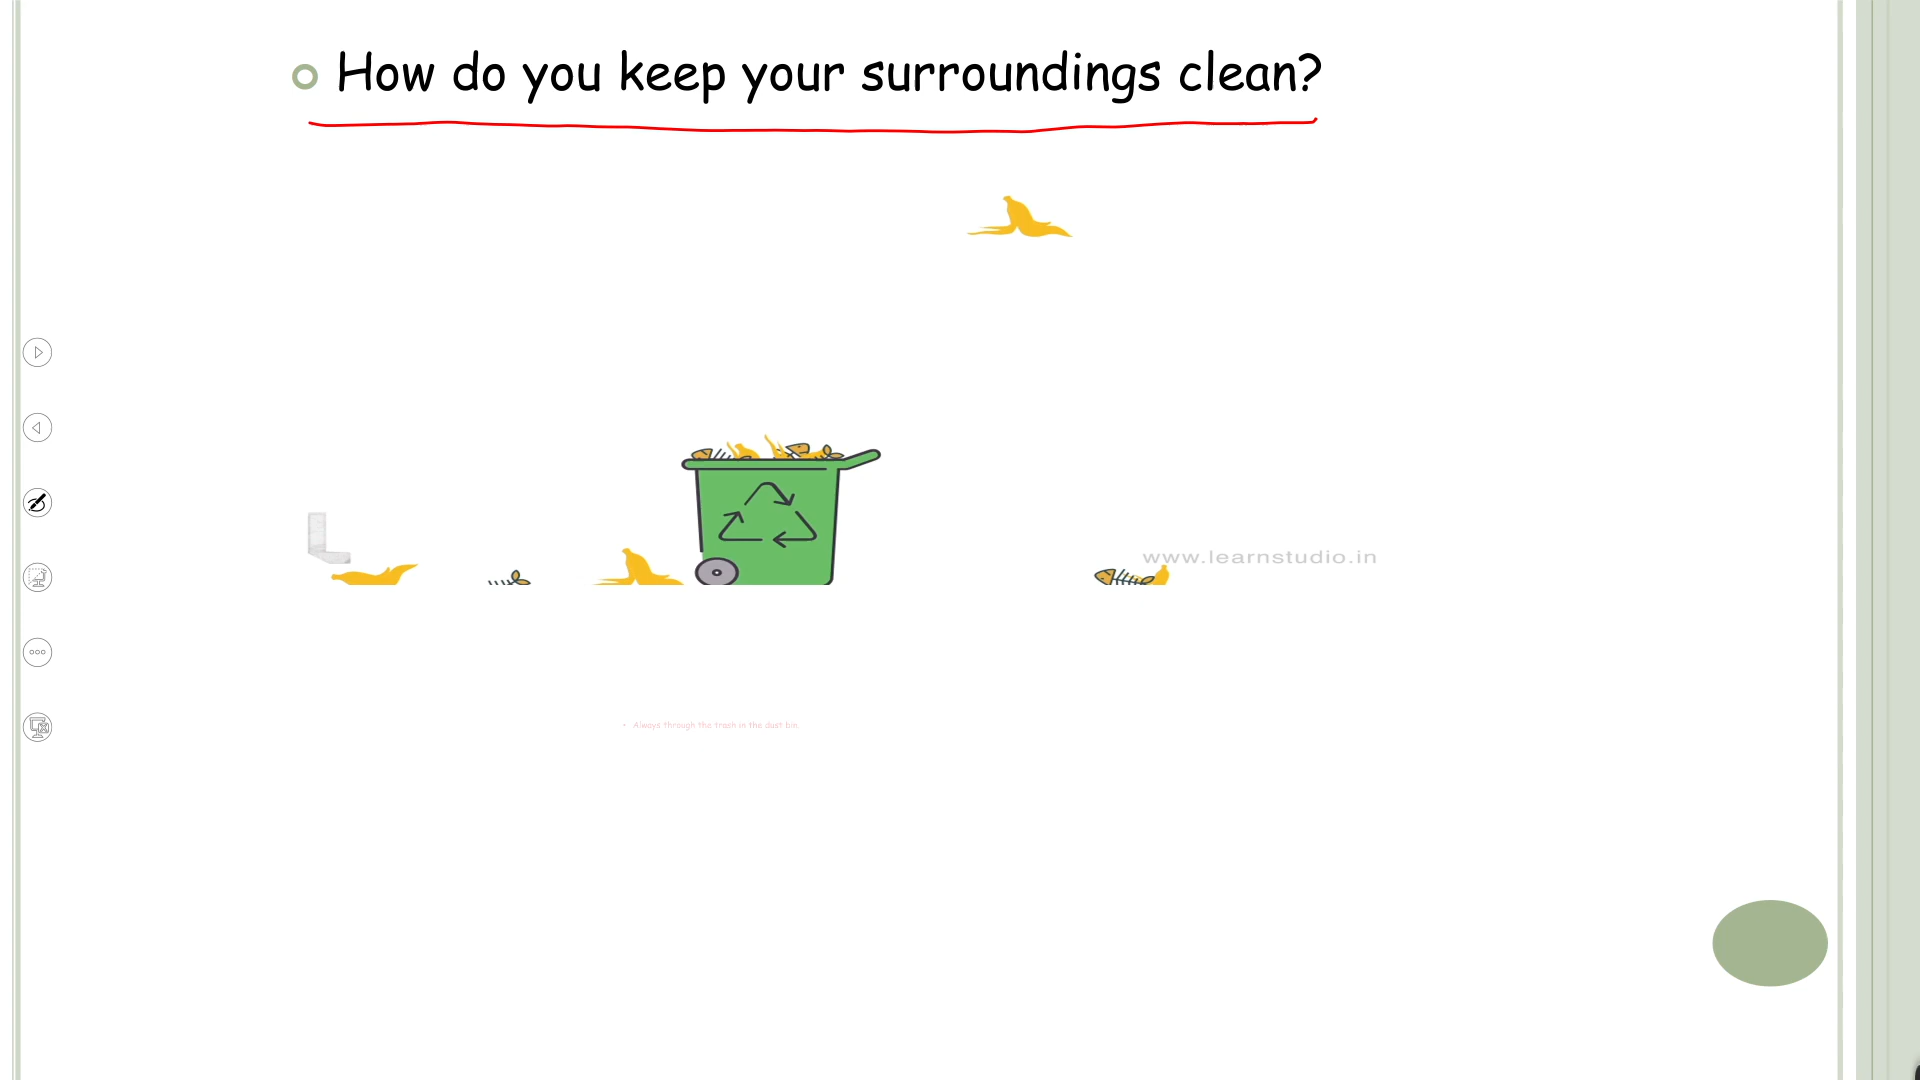 How do you keep your surroundings clean?
L
www.learnstudio.in
• Always through the trash in the dust bin.